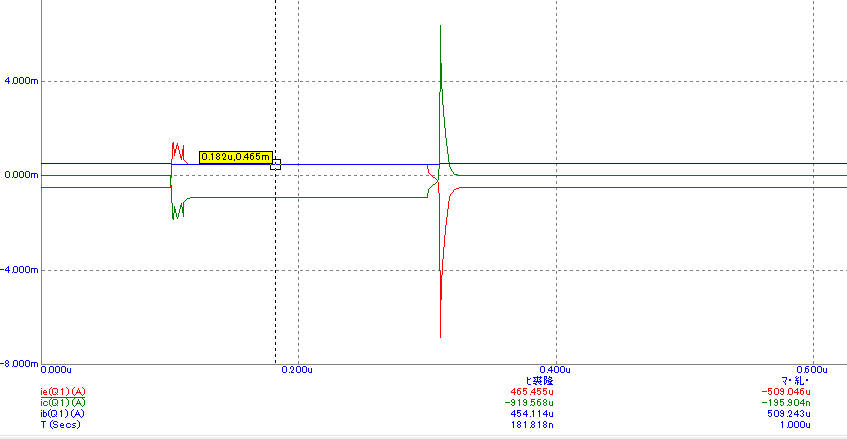 4.000m
0.182u,0.465m
0.000m
-4.000m
-8.000m
0.000u 0.200u 0.400u 0.600u
ie(Q1) (A) 465.455u -509.046u
ic(Q1) (A) -919.568u -195.904n
ib(Q1) (A) 454.114u 509.243u
T (Secs) 181.818n 1.000u